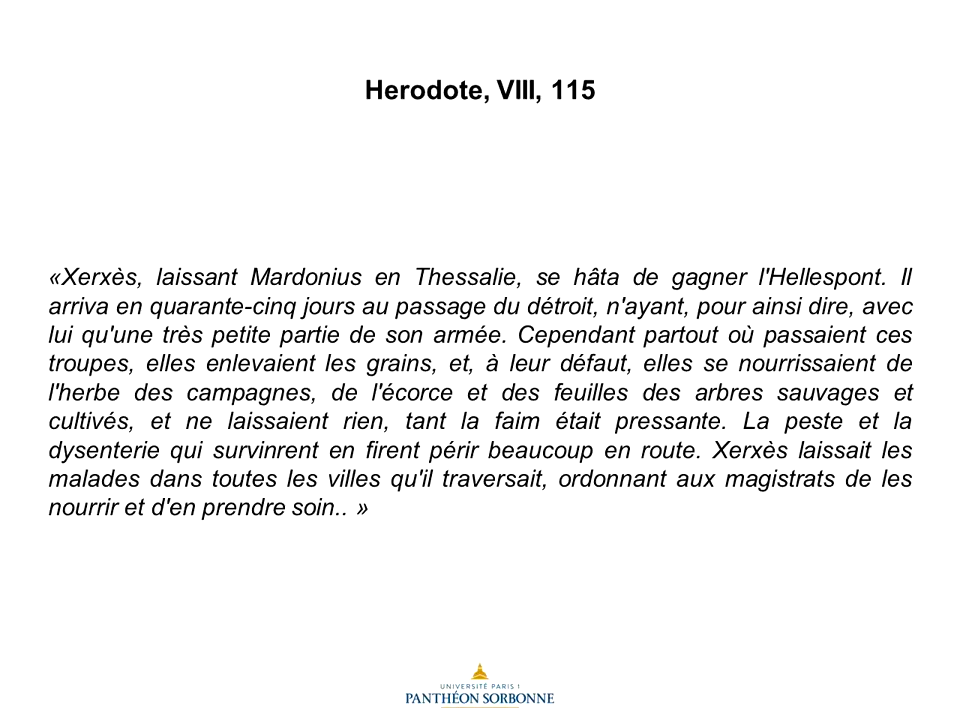 Herodote, VIII, 115
«Xerxès, laissant Mardonius en Thessalie, se hâta de gagner l'Hellespont. Il
arriva en quarante-cinq jours au passage du détroit, n'ayant, pour ainsi dire, avec
lui qu'une très petite partie de son armée. Cependant partout où passaient ces
troupes, elles enlevaient les grains, et, à leur défaut, elles se nourrissaient de
l'herbe des campagnes, de l'écorce et des feuilles des arbres sauvages et
cultivés, et ne laissaient rien, tant la faim était pressante. La peste et la
dysenterie qui survinrent en firent périr beaucoup en route. Xerxès laissait les
malades dans toutes les villes qu'il traversait, ordonnant aux magistrats de les
nourrir et d'en prendre soin.. »
UNIVERSITÉ PARIS 1
PANTHÉON SORBONNE